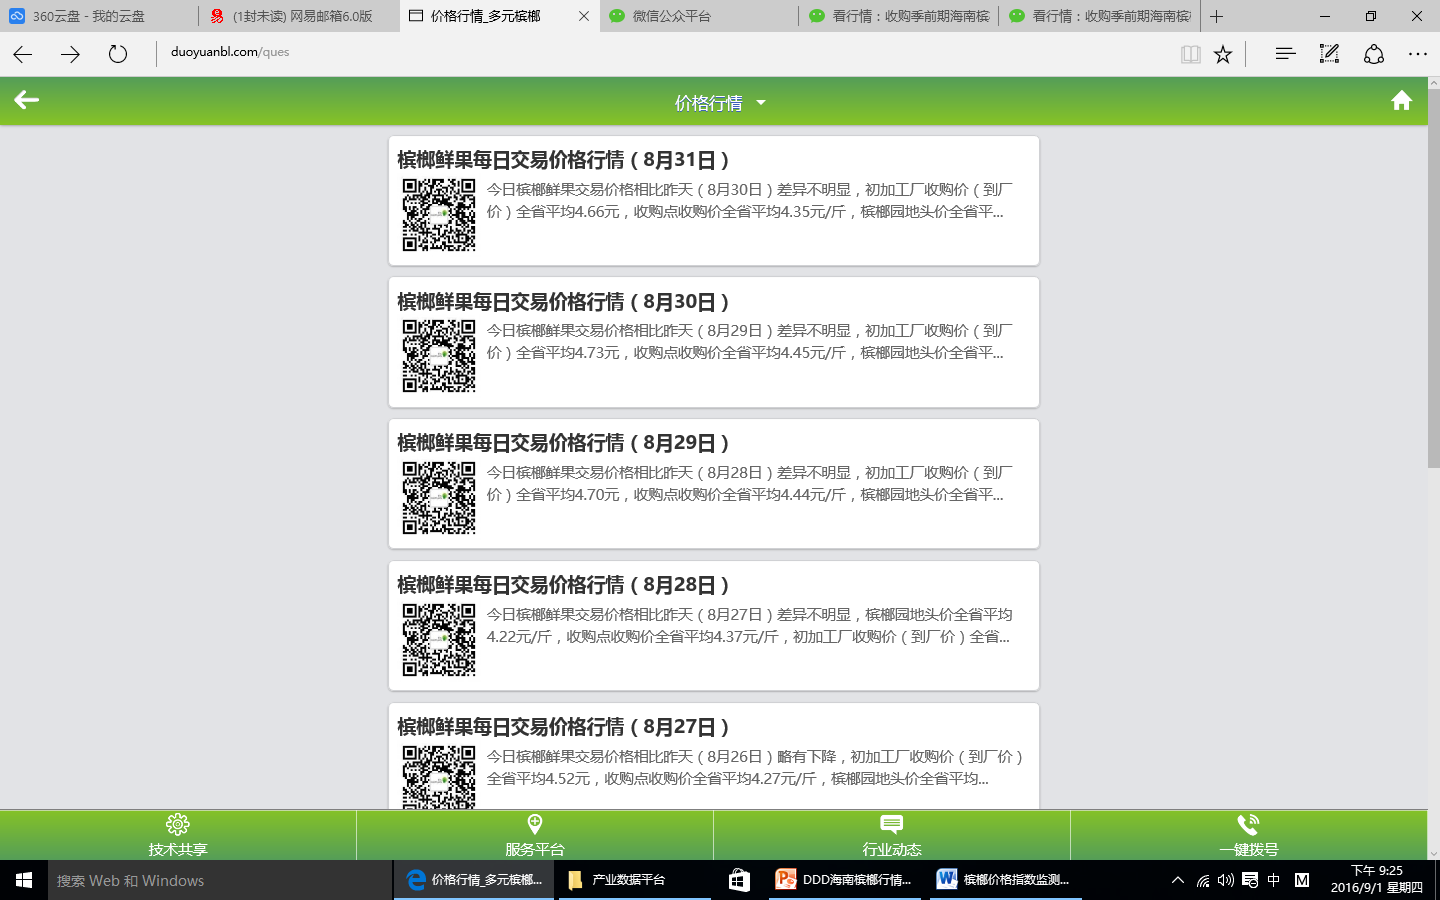 360云盘 - 我的云盘
(1封未读) 网易邮箱6.0版
价格行情_多元槟榔
微信公众平台
看行情：收购季前期海南槟
看行情：收购季前期海南槟
duoyuanbl.com/ques
价格行情
槟榔鲜果每日交易价格行情（8月31日）
今日槟榔鲜果交易价格相比昨天（8月30日）差异不明显，初加工厂收购价（到厂
价）全省平均4.66元，收购点收购价全省平均4.35元/斤，槟榔园地头价全省平...
槟榔鲜果每日交易价格行情（8月30日）
今日槟榔鲜果交易价格相比昨天（8月29日）差异不明显，初加工厂收购价（到厂
价）全省平均4.73元，收购点收购价全省平均4.45元/斤，槟榔园地头价全省平...
槟榔鲜果每日交易价格行情（8月29日）
今日槟榔鲜果交易价格相比昨天（8月28日）差异不明显，初加工厂收购价（到厂
价）全省平均4.70元，收购点收购价全省平均4.44元/斤，槟榔园地头价全省平...
槟榔鲜果每日交易价格行情（8月28日）
今日槟榔鲜果交易价格相比昨天（8月27日）差异不明显，槟榔园地头价全省平均
4.22元/斤，收购点收购价全省平均4.37元/斤，初加工厂收购价（到厂价）全省...
槟榔鲜果每日交易价格行情（8月27日）
今日槟榔鲜果交易价格相比昨天（8月26日）略有下降，初加工厂收购价（到厂价）
全省平均4.52元，收购点收购价全省平均4.27元/斤，槟榔园地头价全省平均...
技术共享
服务平台
行业动态
一键拨号
搜索 Web 和 Windows
价格行情_多元槟榔...
产业数据平台
DDD海南槟榔行情...
槟榔价格指数监测...
中
M
下午 9:25
2016/9/1 星期四